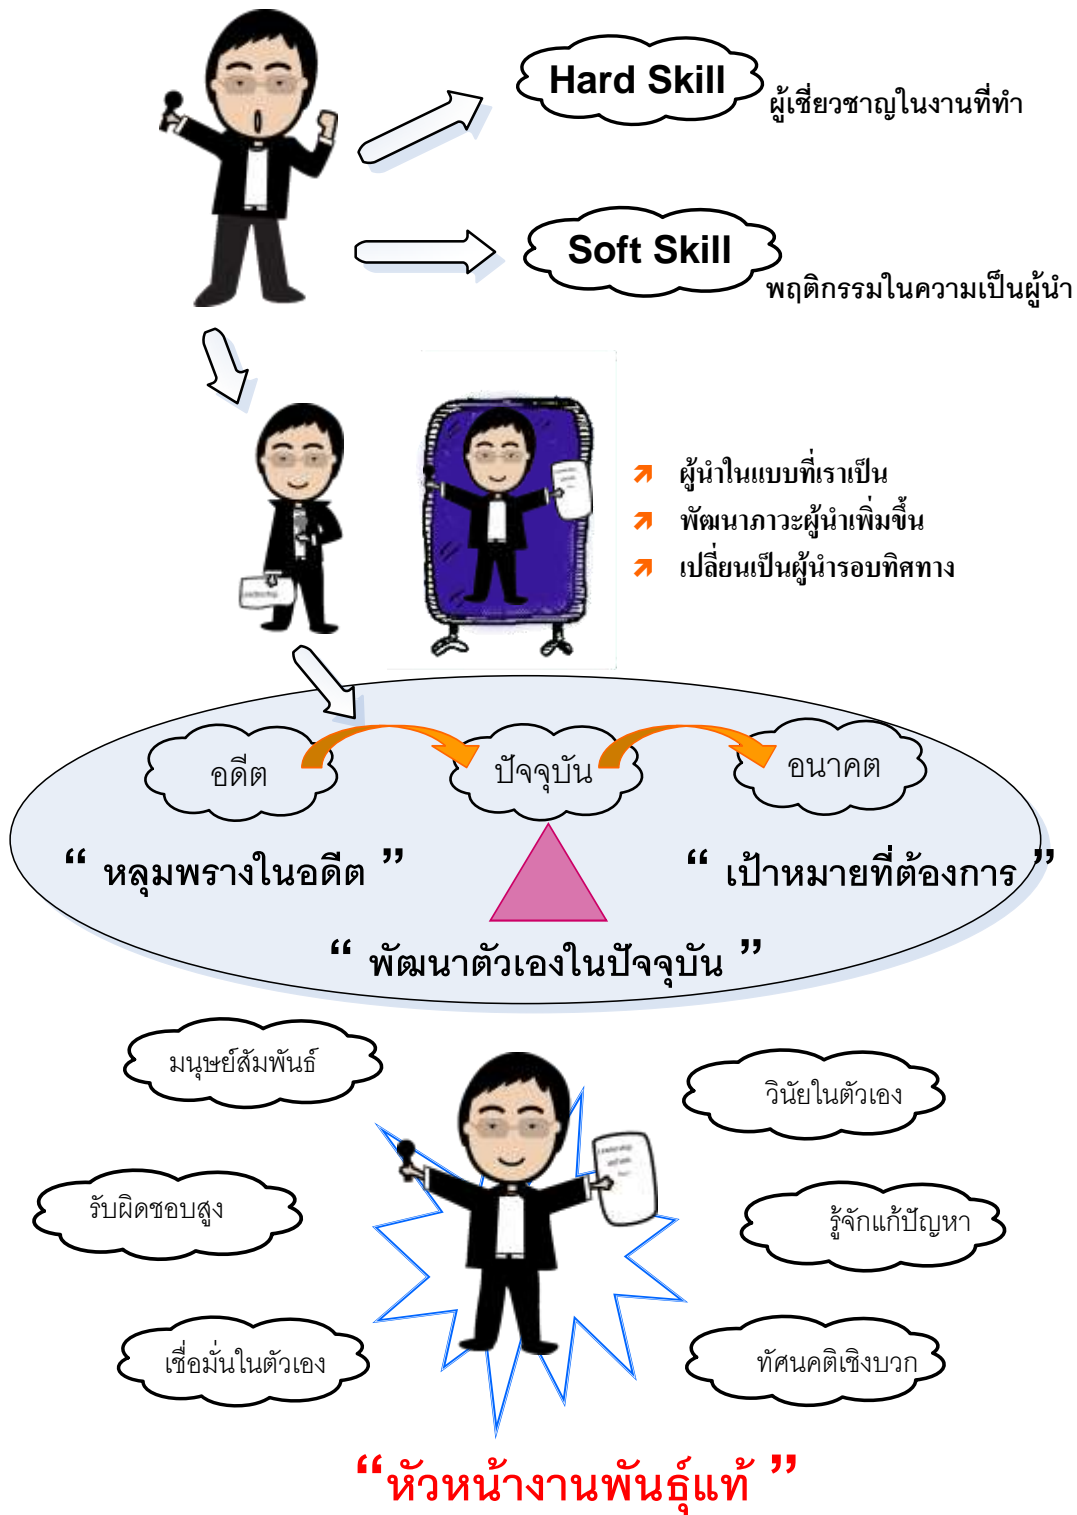 Hard Skill
ผู้เชี่ยวชาญในงานที่ทำ
Soft Skill
พฤติกรรมในความเป็นผู้นำ
ผู้นำในแบบที่เราเป็น
พัฒนาภาวะผู้นำเพิ่มขึ้น
เปลี่ยนเป็นผู้นำรอบทิศทาง
อดีต
ปัจจุบัน
อนาคต
“ หลุมพรางในอดีต ”
“ เป้าหมายที่ต้องการ ”
“ พัฒนาตัวเองในปัจจุบัน ”
มนุษย์สัมพันธ์
วินัยในตัวเอง
รับผิดชอบสูง
รู้จักแก้ปัญหา
เชื่อมั่นในตัวเอง
ทัศนคติเชิงบวก
“หัวหน้างานพันธุ์แท้ ”